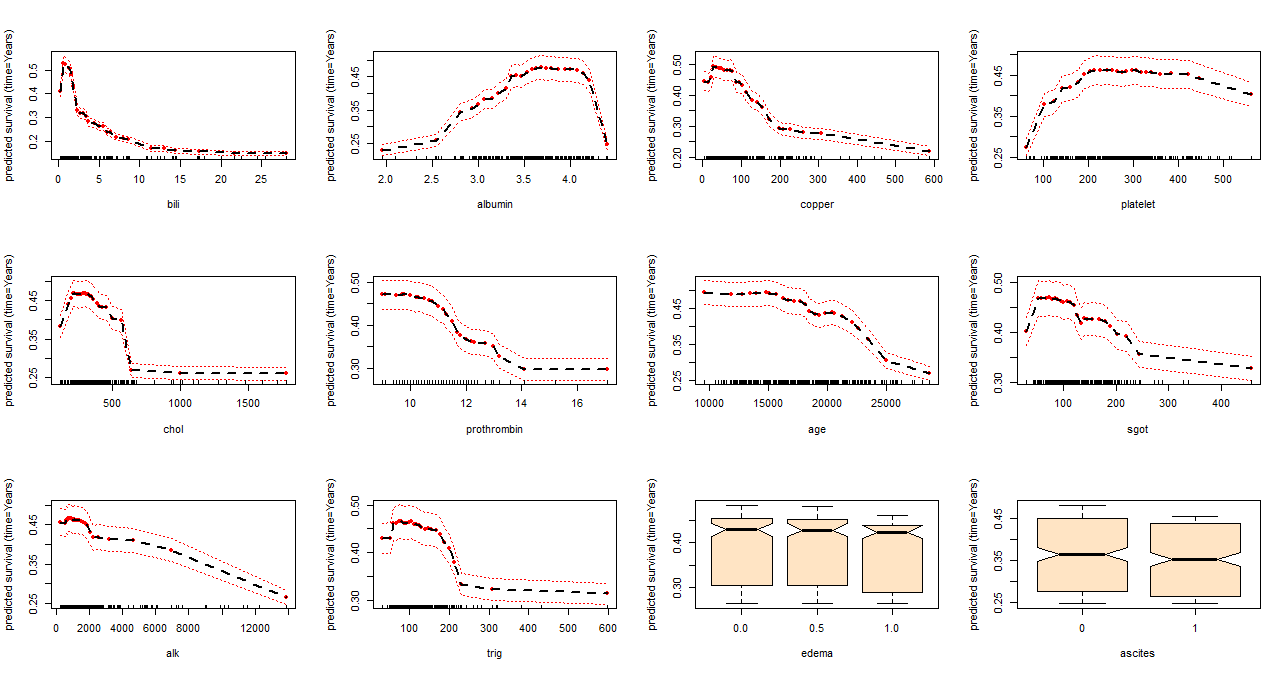 predicted survival (time=Years)
0.2 0.3 0.4 0.5
0 5 10 15 20 25
bili
predicted survival (time=Years)
0.25 0.35 0.45
2.0 2.5 3.0 3.5 4.0
albumin
predicted survival (time=Years)
0.20 0.30 0.40 0.50
0 100 200 300 400 500 600
copper
predicted survival (time=Years)
0.25 0.35 0.45
100 200 300 400 500
platelet
predicted survival (time=Years)
0.25 0.35 0.45
500 1000 1500
chol
predicted survival (time=Years)
0.30 0.40 0.50
10 12 14 16
prothrombin
predicted survival (time=Years)
0.25 0.35 0.45
10000 15000 20000 25000
age
predicted survival (time=Years)
0.30 0.40 0.50
100 200 300 400
sgot
predicted survival (time=Years)
0.25 0.35 0.45
0 2000 4000 6000 8000 12000
alk
predicted survival (time=Years)
0.30 0.40 0.50
100 200 300 400 500 600
trig
predicted survival (time=Years)
0.30 0.40
0.0 0.5 1.0
edema
predicted survival (time=Years)
0.25 0.35 0.45
0 1
ascites